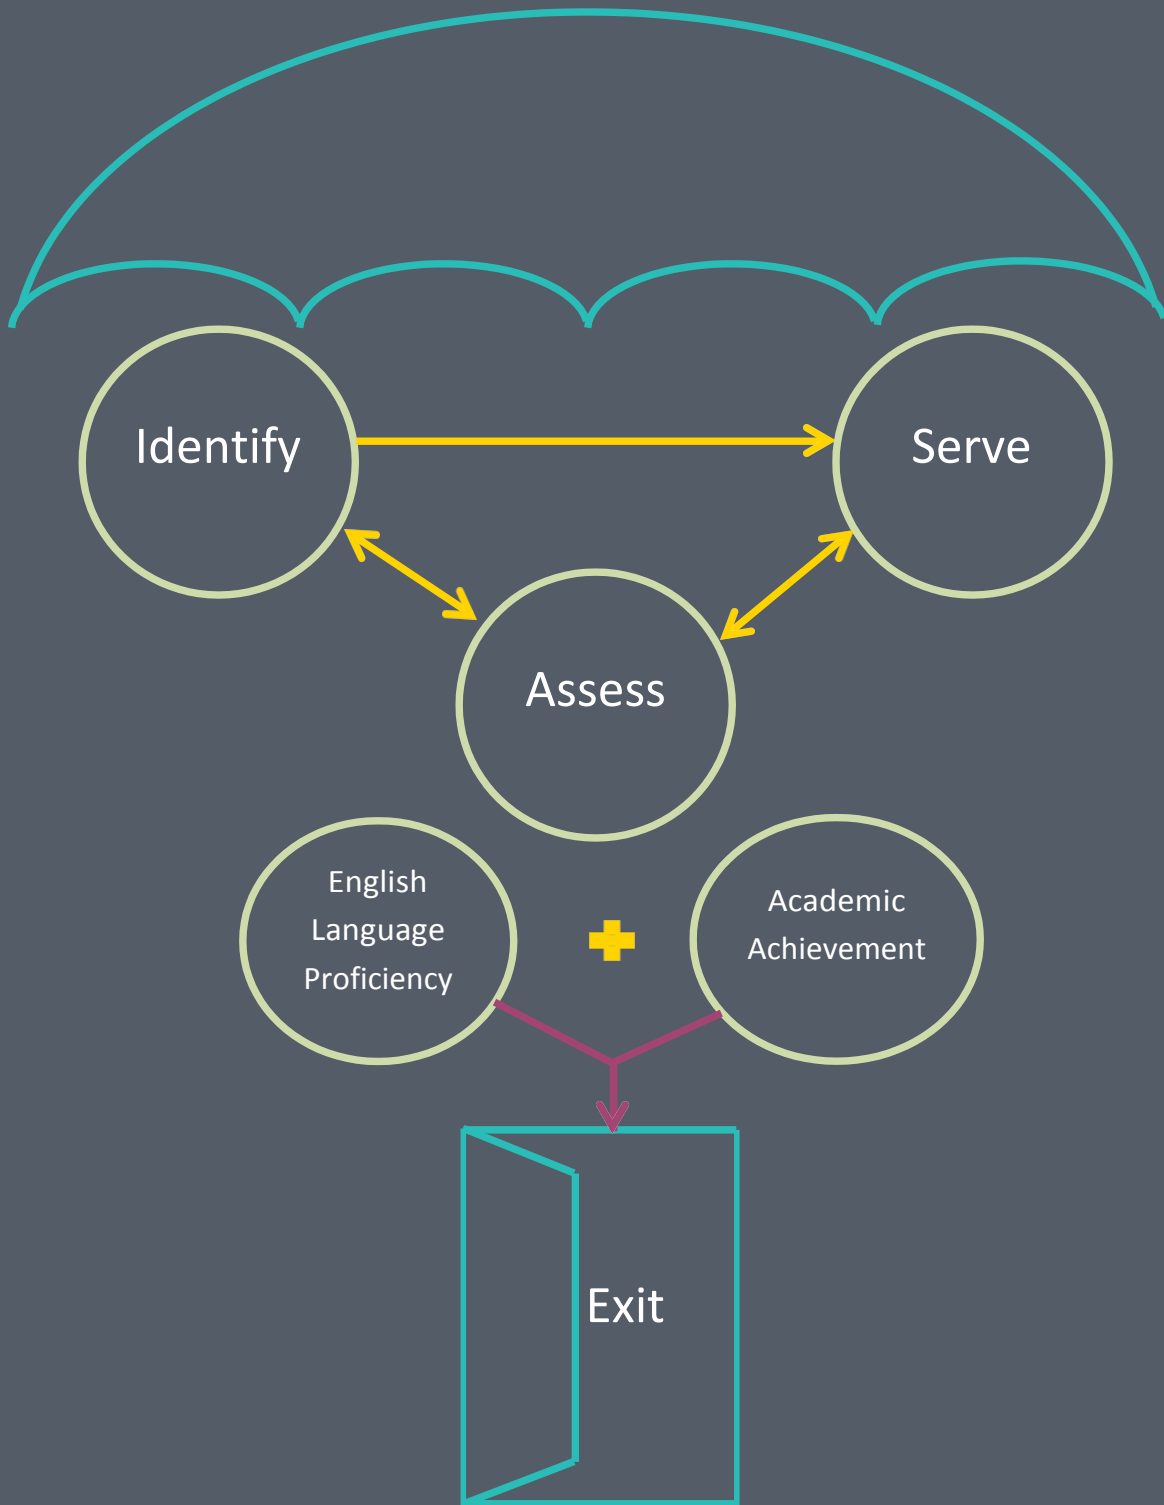 Identify
Serve
Assess
English
Language
Proficiency
Academic
Achievement
Exit